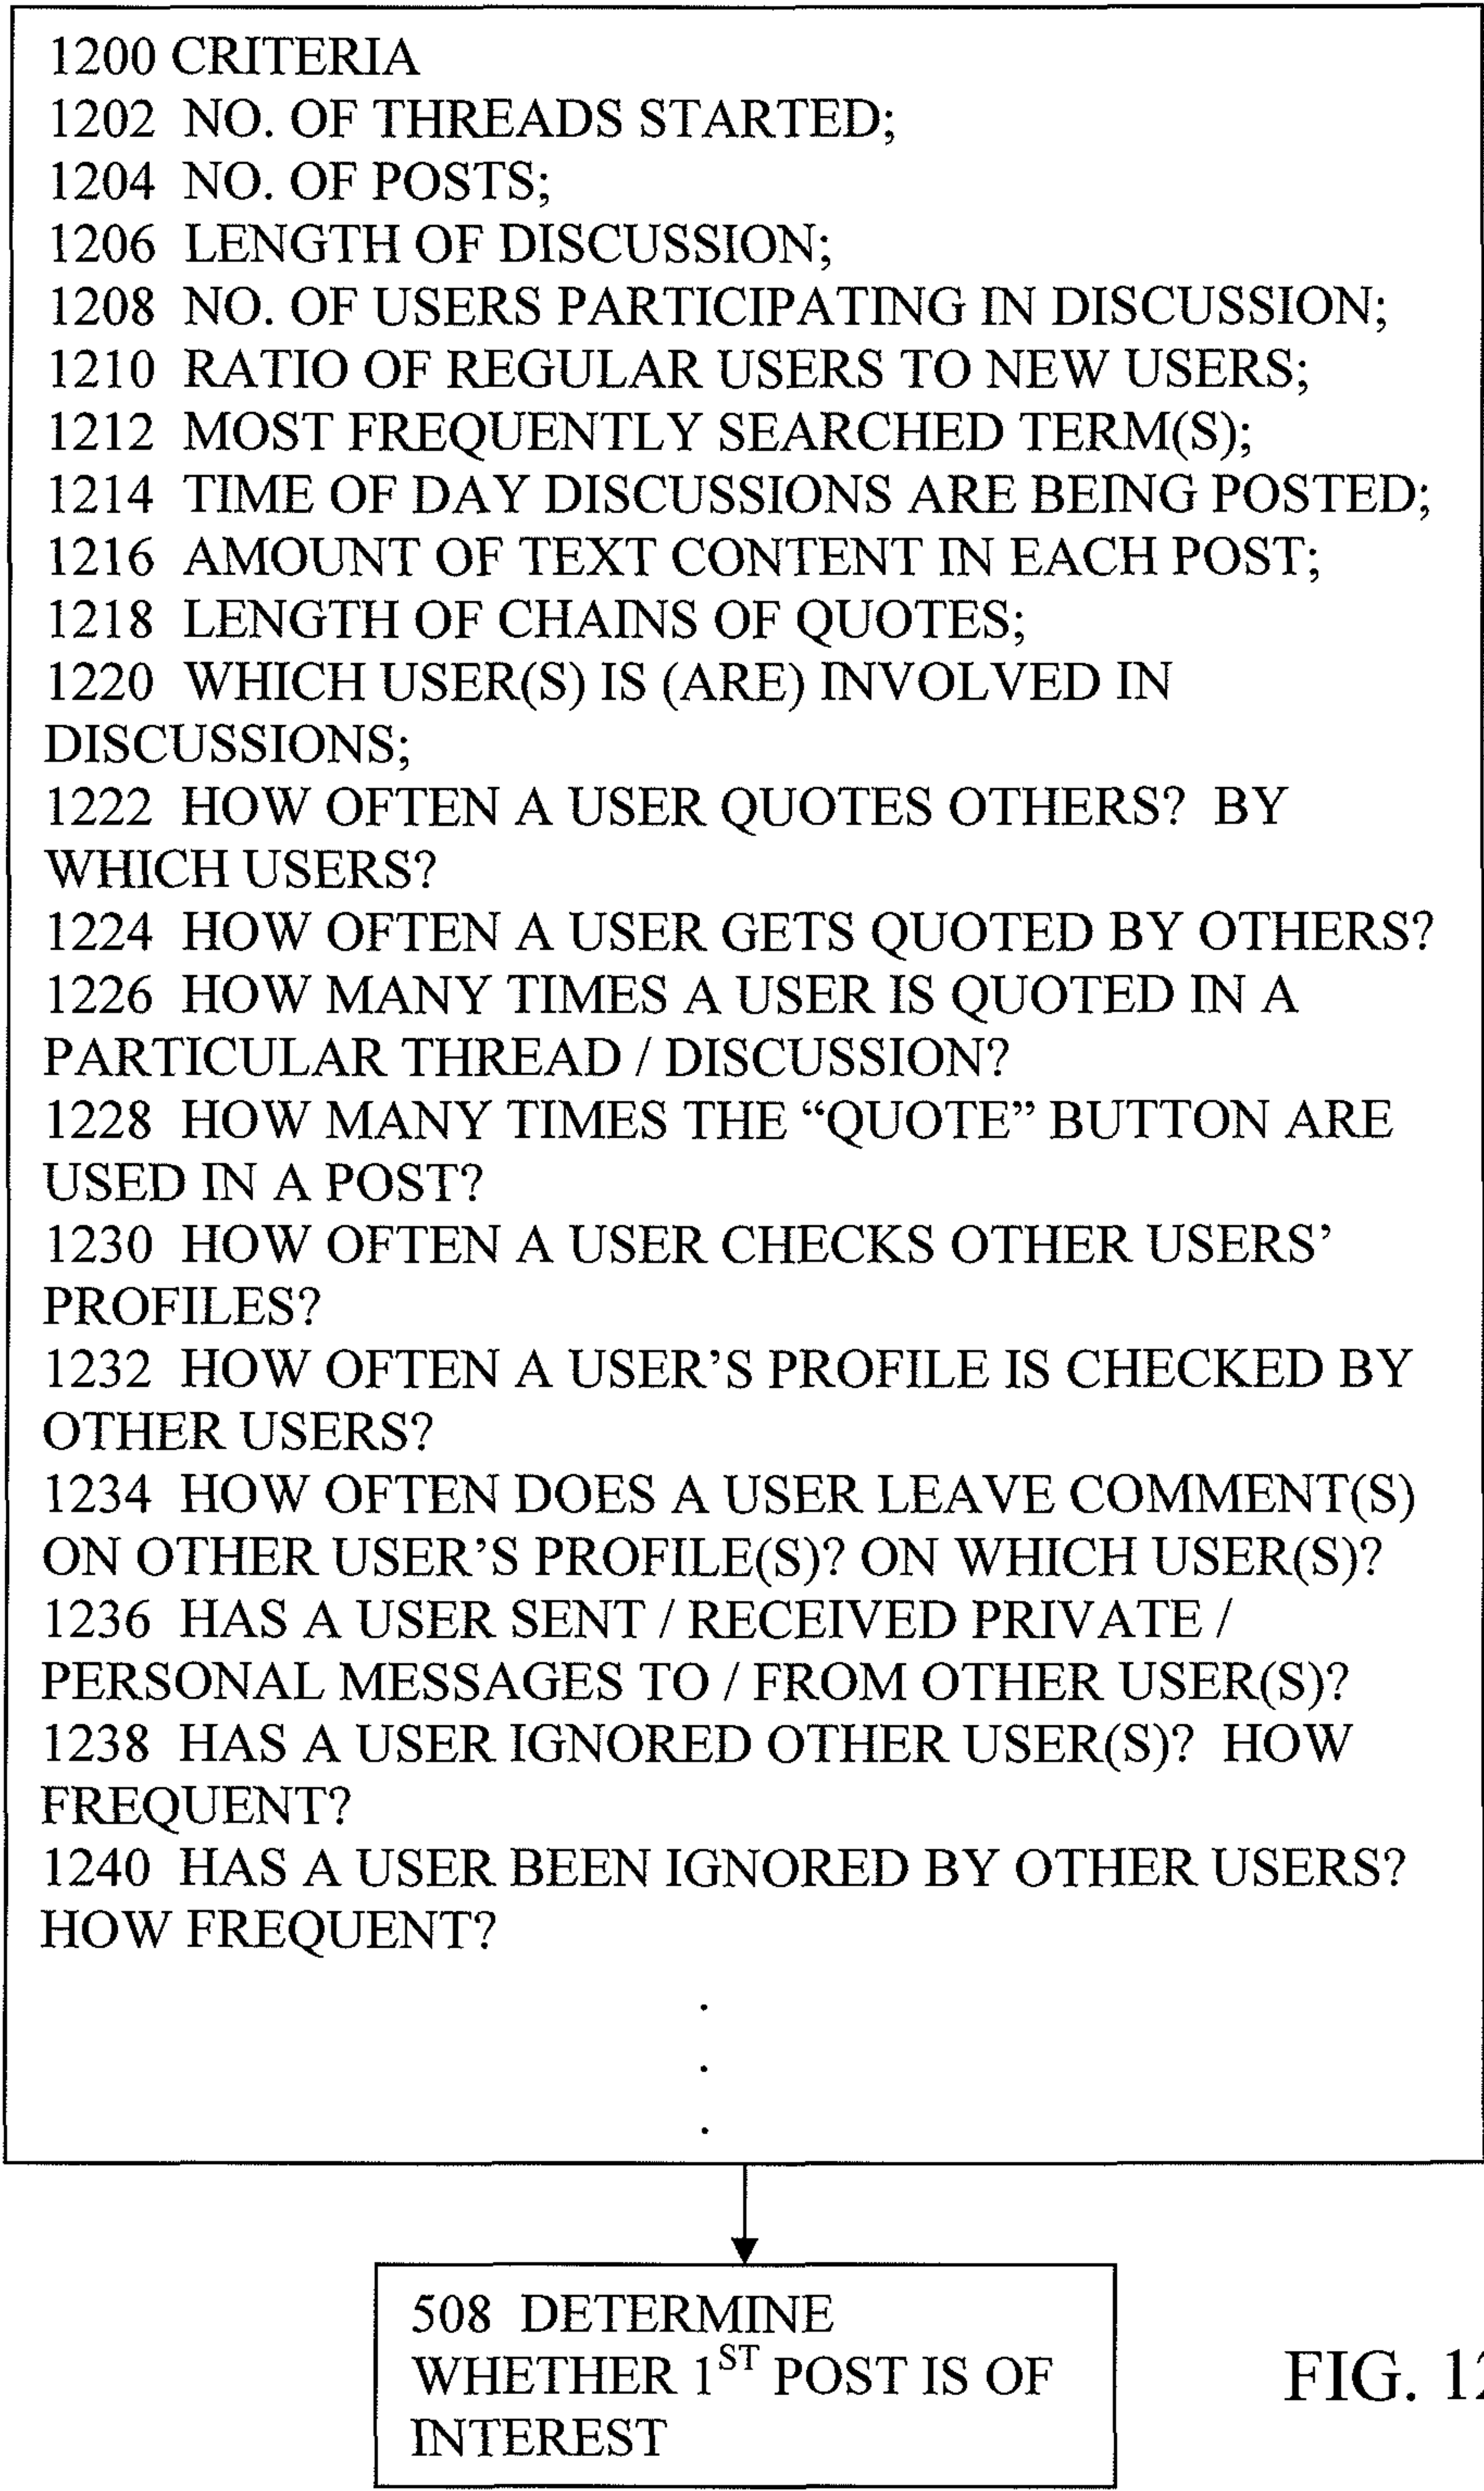 1200 CRITERIA
1202 NO. OF THREADS STARTED;
1204 NO. OF POSTS;
1206 LENGTH OF DISCUSSION;
1208 NO. OF USERS PARTICIPATING IN DISCUSSION;
1210 RATIO OF REGULAR USERS TO NEW USERS;
1212 MOST FREQUENTLY SEARCHED TERM(S);
1214 TIME OF DAY DISCUSSIONS ARE BEING POSTED;
1216 AMOUNT OF TEXT CONTENT IN EACH POST;
1218 LENGTH OF CHAINS OF QUOTES;
1220 WHICH USER(S) IS (ARE) INVOLVED IN
DISCUSSIONS;
1222 HOW OFTEN A USER QUOTES OTHERS? BY
WHICH USERS?
1224 HOW OFTEN A USER GETS QUOTED BY OTHERS?
1226 HOW MANY TIMES A USER IS QUOTED IN A
PARTICULAR THREAD / DISCUSSION?
1228 HOW MANY TIMES THE “QUOTE” BUTTON ARE
USED IN A POST?
1230 HOW OFTEN A USER CHECKS OTHER USERS’
PROFILES?
1232 HOW OFTEN A USER’S PROFILE IS CHECKED BY
OTHER USERS?
1234 HOW OFTEN DOES A USER LEAVE COMMENT(S)
ON OTHER USER’S PROFILE(S)? ON WHICH USER(S)?
1236 HAS A USER SENT / RECEIVED PRIVATE /
PERSONAL MESSAGES TO / FROM OTHER USER(S)?
1238 HAS A USER IGNORED OTHER USER(S)? HOW
FREQUENT?
1240 HAS A USER BEEN IGNORED BY OTHER USERS?
HOW FREQUENT?
.
.
.
508 DETERMINE
WHETHER 1ST POST IS OF
INTEREST
FIG. 12